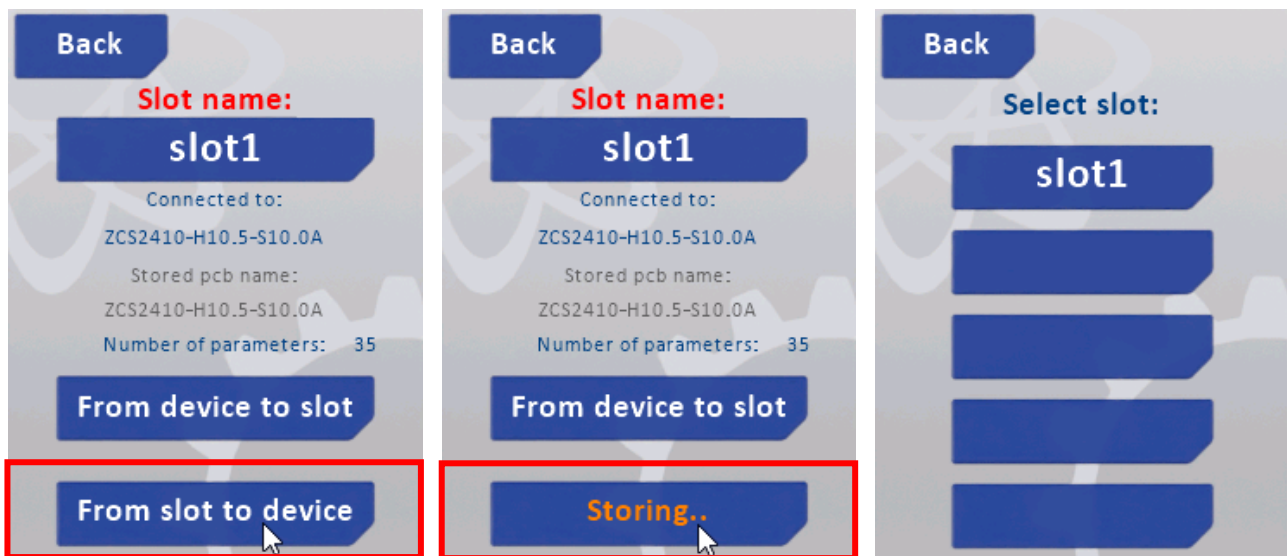 Back
Slot name:
slot1
Connected to:
ZCS2410-H10.5-S10.0A
Stored pcb name:
ZCS2410-H10.5-S10.0A
Number of parameters: 35
From device to slot
From slot to device
Back
Slot name:
slot1
Connected to:
ZCS2410-H10.5-S10.0A
Stored pcb name:
ZCS2410-H10.5-S10.0A
Number of parameters: 35
From device to slot
Storing..
Back
Select slot:
slot1